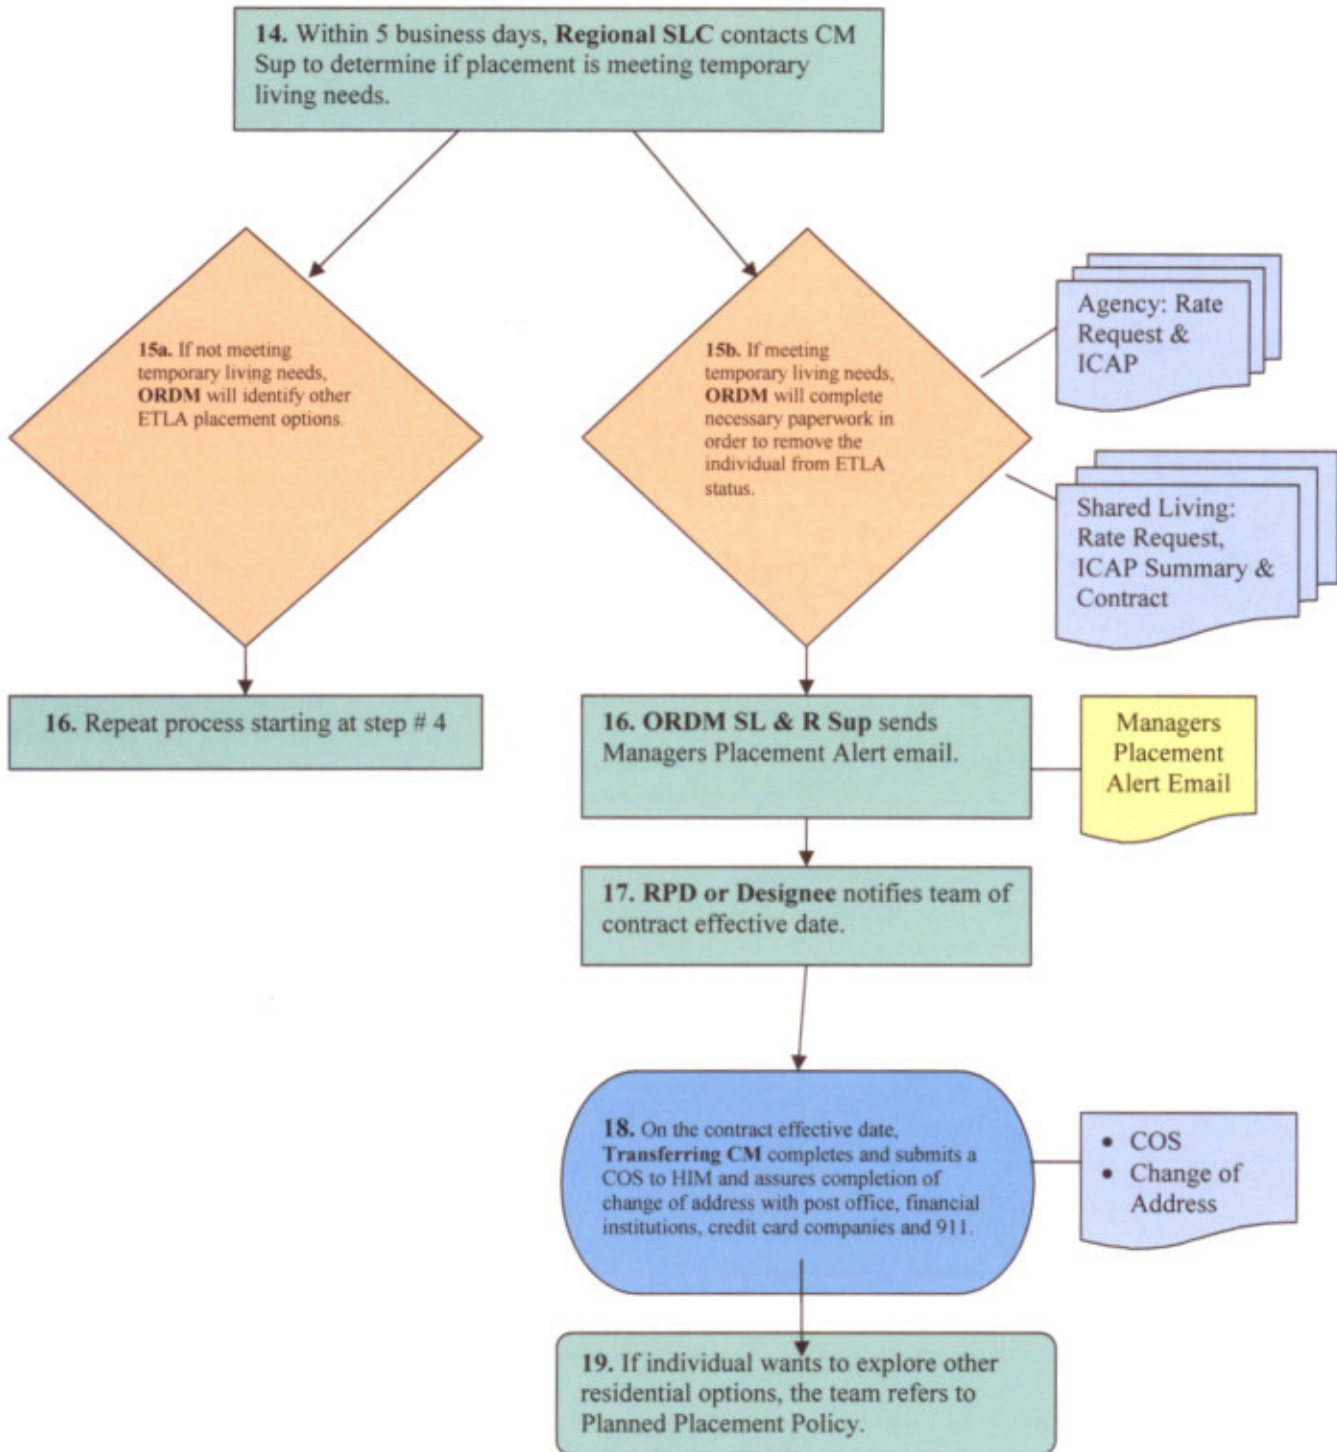 14. Within 5 business days, Regional SLC contacts CM
Sup to determine if placement is meeting temporary
living needs.
15a. If not meeting
temporary living needs,
ORDM will identify other
ETLA placement options.
15b. If meeting
temporary living needs,
ORDM will complete
necessary paperwork in
order to remove the
individual from ETLA
status.
Agency: Rate
Request &
ICAP
Shared Living:
Rate Request,
ICAP Summary &
Contract
16. Repeat process starting at step # 4
16. ORDM SL & R Sup sends
Managers Placement Alert email.
Managers
Placement
Alert Email
17. RPD or Designee notifies team of
contract effective date.
18. On the contract effective date,
Transferring CM completes and submits a
COS to HIM and assures completion of
change of address with post office, financial
institutions, credit card companies and 911.
• COS
• Change of
Address
19. If individual wants to explore other
residential options, the team refers to
Planned Placement Policy.